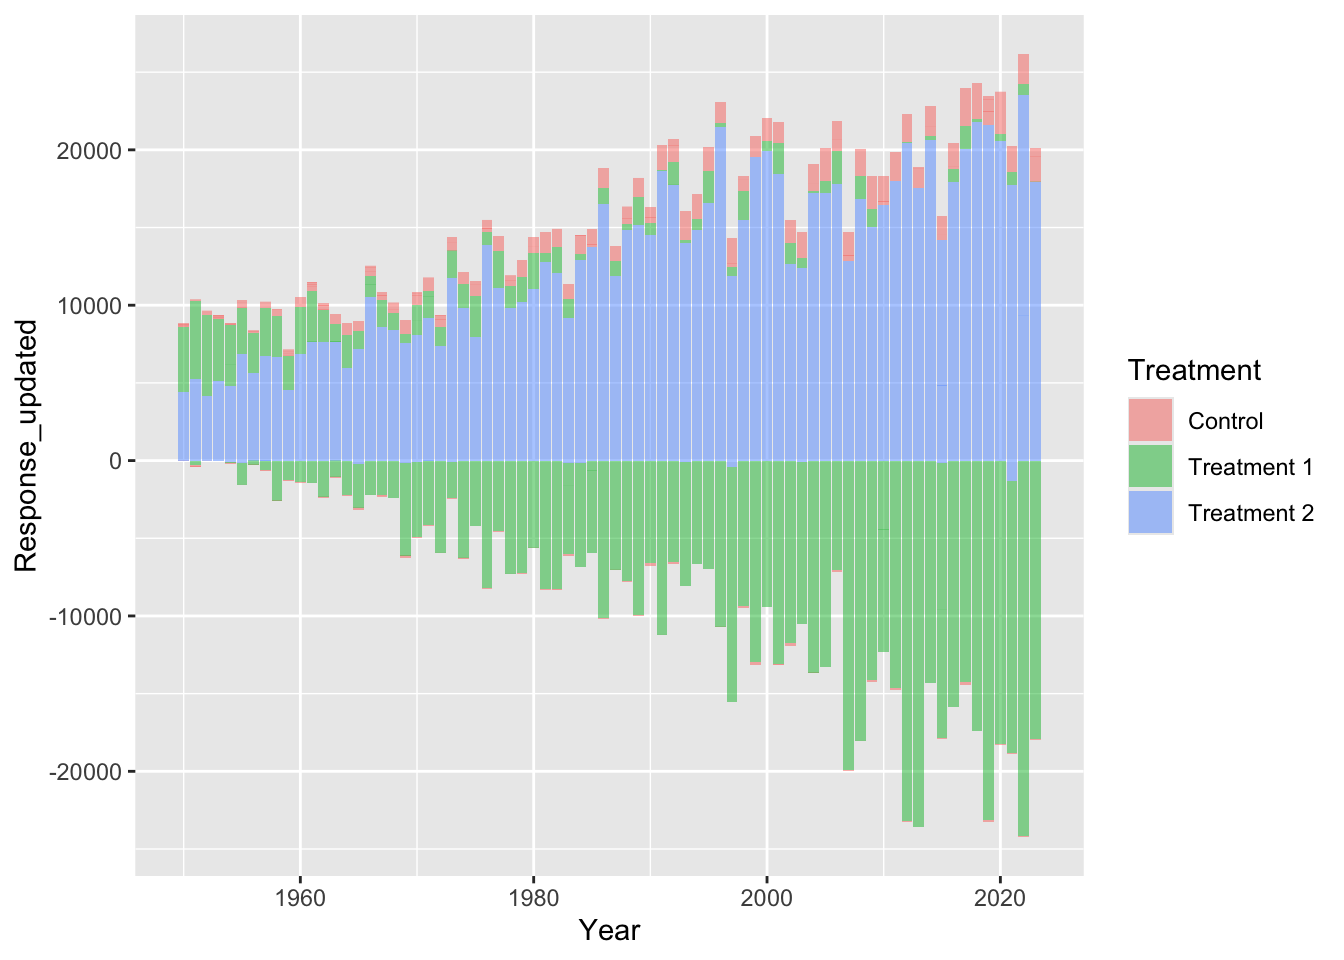 20000
10000
0
-10000
-20000
Response_updated
1960
1980
2000
2020
Year
Treatment
Control
Treatment 1
Treatment 2